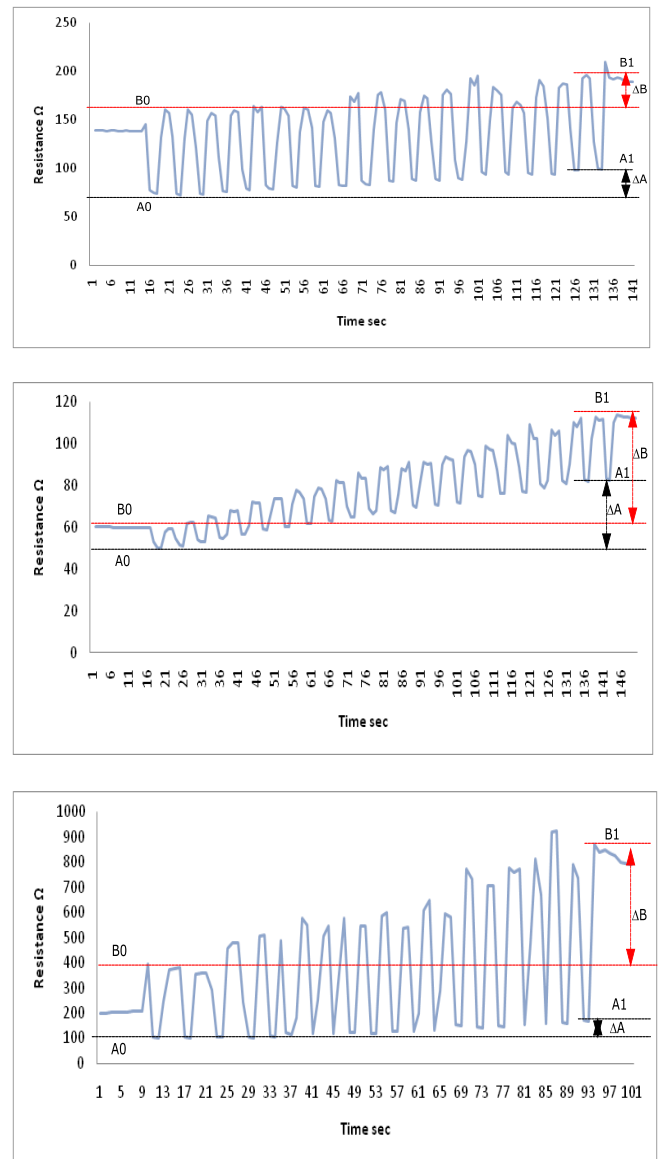 250
200
150
100
50
0
Resistance Ω
B0
A0
B1
ΔB
A1
ΔA
1 6 11 16 21 26 31 36 41 46 51 56 61 66 71 76 81 86 91 96 101 106 111 116 121 126 131 136 141
Time sec
120
100
80
60
40
20
0
Resistance Ω
B0
A0
B1
ΔB
A1
ΔA
1 6 11 16 21 26 31 36 41 46 51 56 61 66 71 76 81 86 91 96 101 106 111 116 121 126 131 136 141 146
Time sec
1000
900
800
700
600
500
400
300
200
100
0
Resistance Ω
B0
A0
B1
ΔB
A1
ΔA
1 5 9 13 17 21 25 29 33 37 41 45 49 53 57 61 65 69 73 77 81 85 89 93 97 101
Time sec